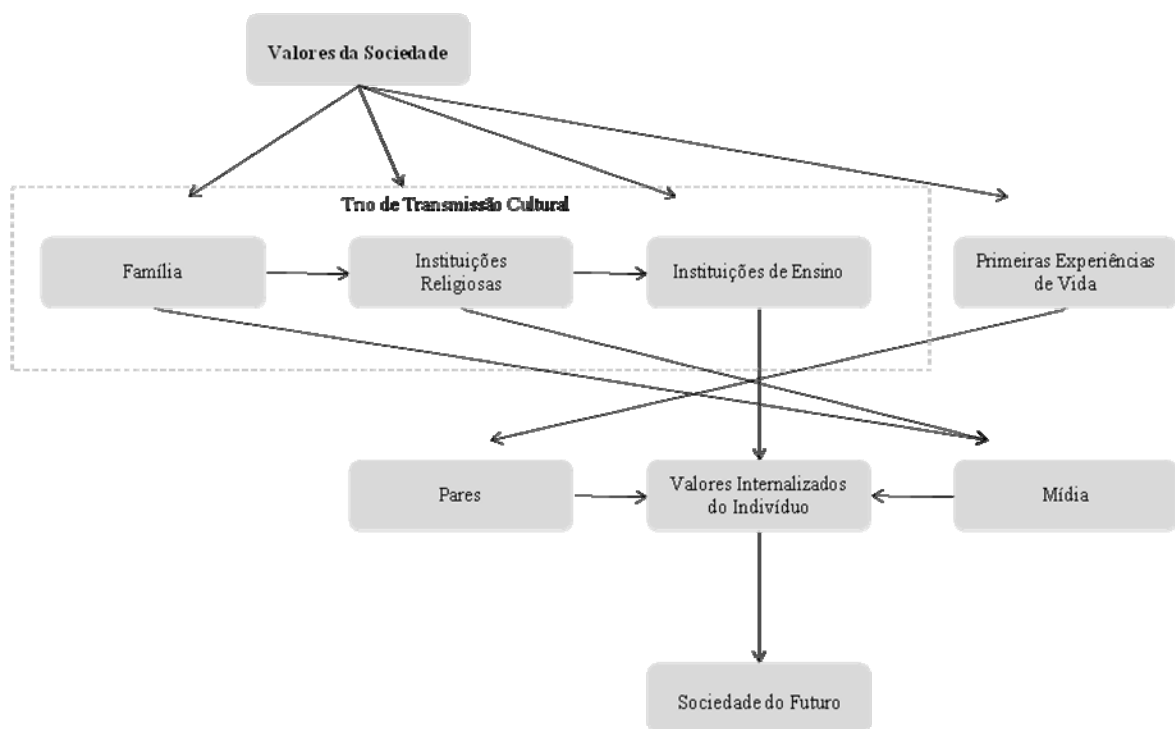 Valores da Sociedade
Trio de Transmissão Cultural
Família
Instituições
Religiosas
Instituições de Ensino
Primeiras Experiências
de Vida
Pares
Valores Internalizados
do Indivíduo
Mídia
Sociedade do Futuro